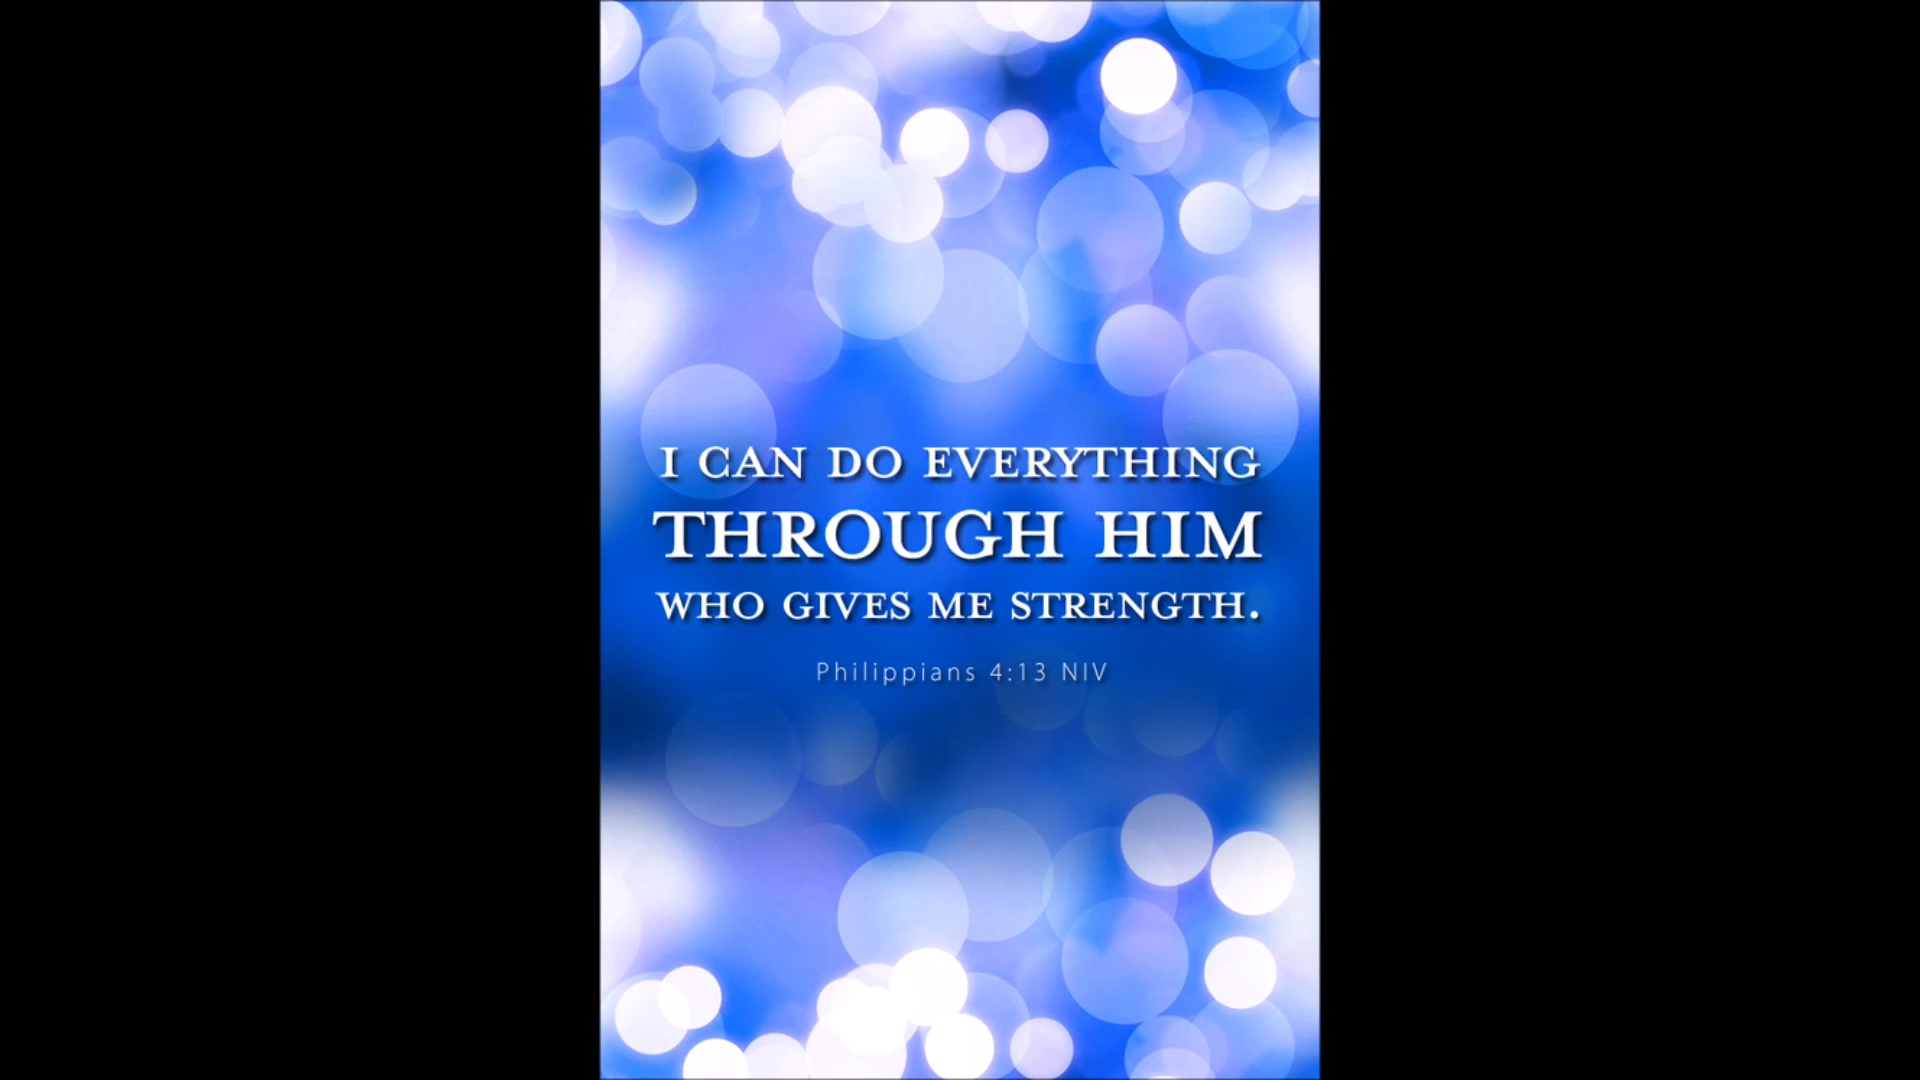 I CAN DO EVERYTHING
THROUGH HIM
WHO GIVES ME STRENGTH.
Philippians 4:13 NIV